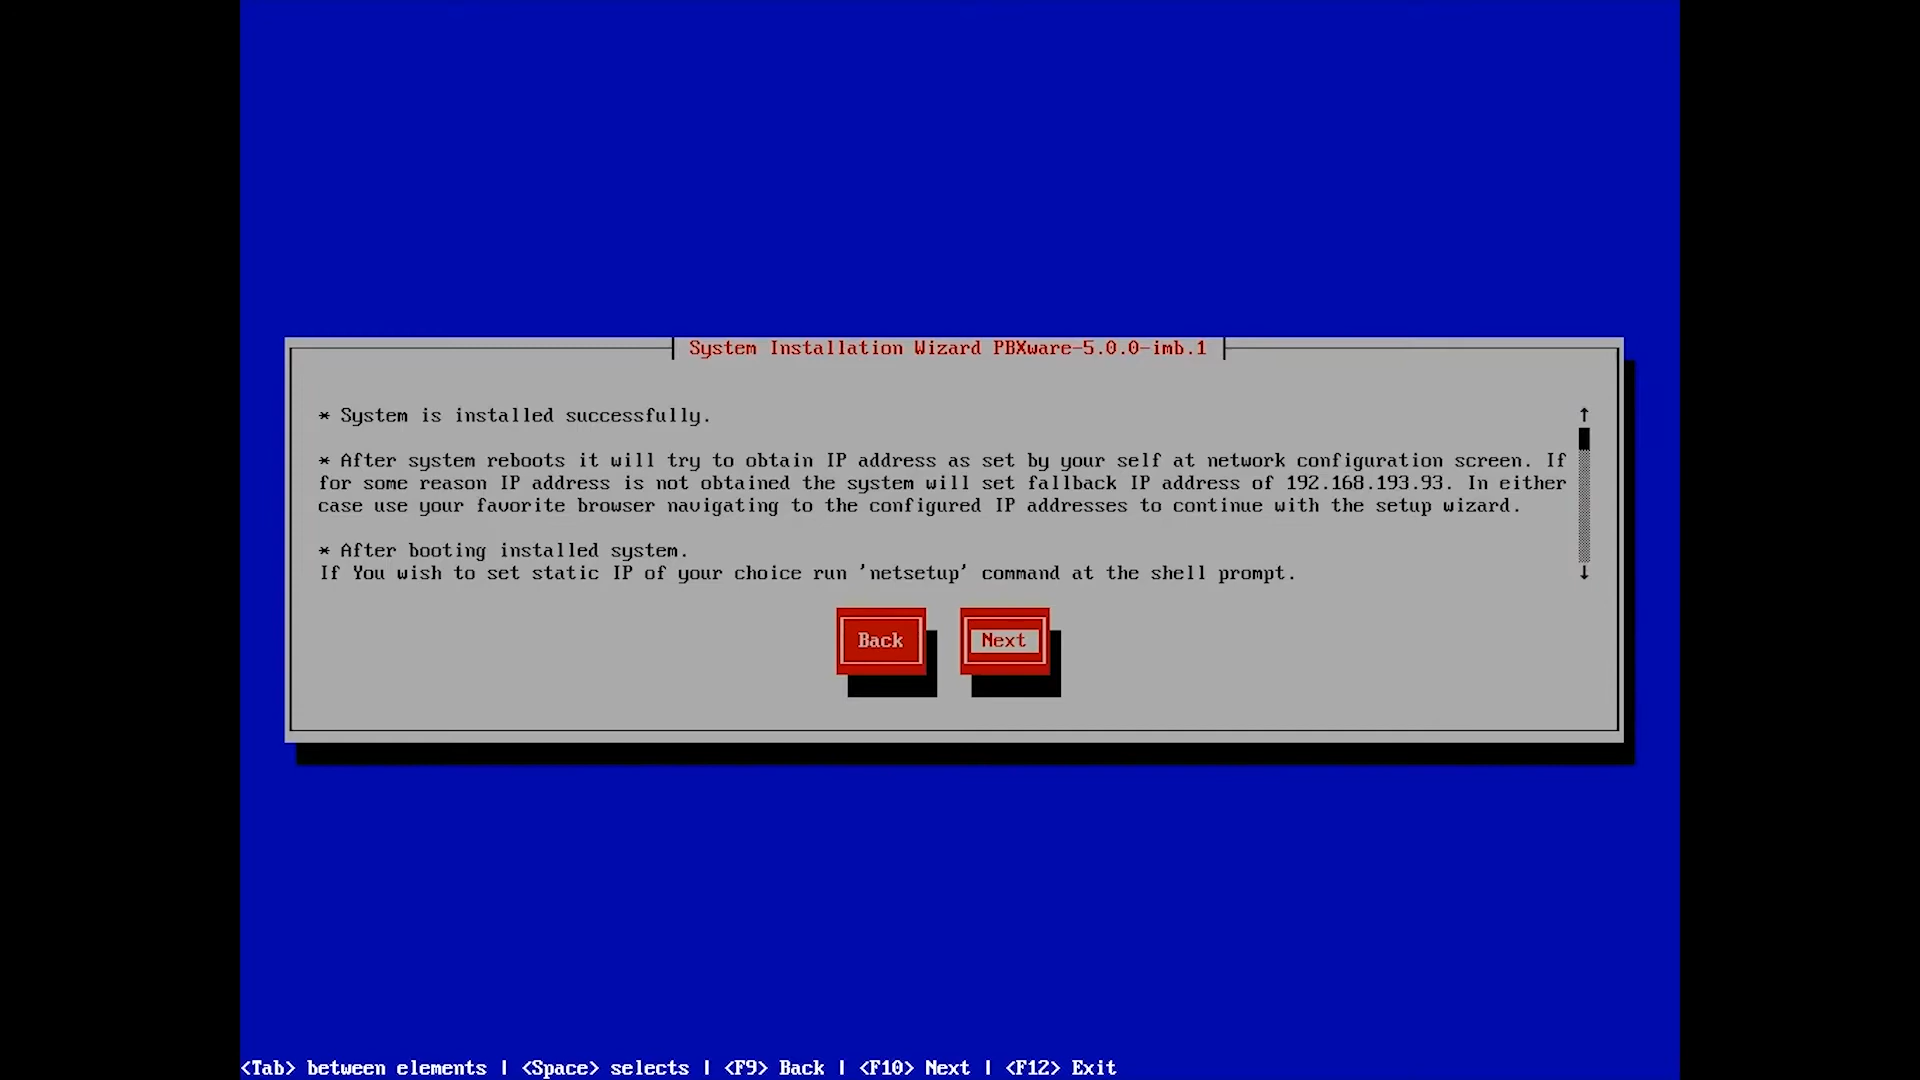 System Installation Wizard PBXware-5.0.0-imb.1
* System is installed successfully.
* After system reboots it will try to obtain IP address as set by your self at network configuration screen. If
for some reason IP address is not obtained the system will set fallback IP address of 192.168.193.93. In either
case use your favorite browser navigating to the configured IP addresses to continue with the setup wizard.
* After booting installed system.
If You wish to set static IP of your choice run 'netsetup' command at the shell prompt.
Back Next
<Tab> between elements | <Space> selects | <F9> Back | <F10> Next | <F12> Exit